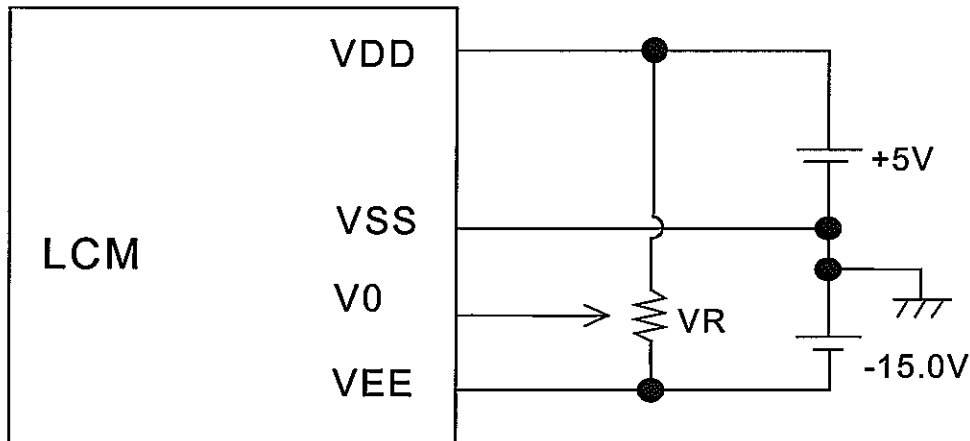 VDD
+5V
VSS
LCM
V0
VR
-15.0V
VEE